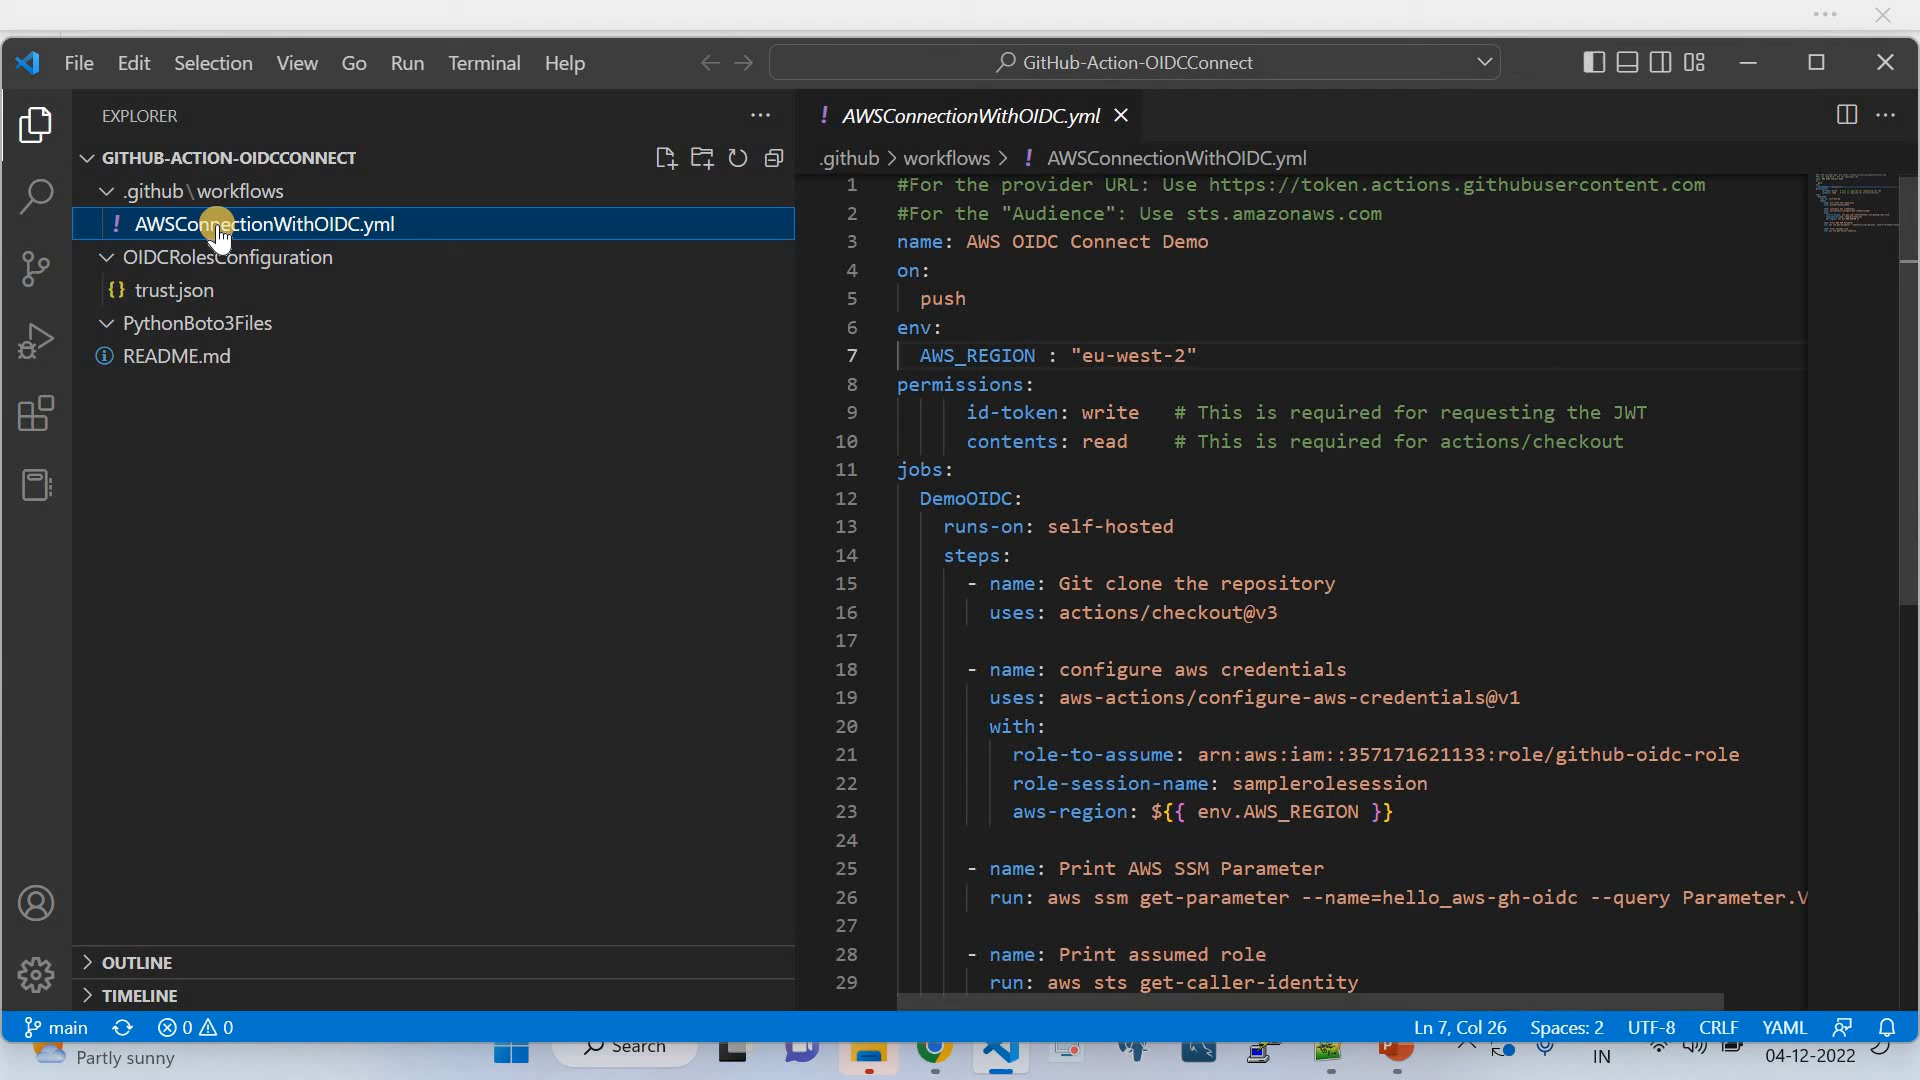 File Edit Selection View Go Run Terminal Help GitHub-Action-OIDCConnect
EXPLORER
GITHUB-ACTION-OIDCCONNECT
.github\workflows
AWSConnectionWithOIDC.yml
OIDCRolesConfiguration
trust.json
PythonBoto3Files
README.md
OUTLINE
TIMELINE
AWSConnectionWithOIDC.yml
.github > workflows > AWSConnectionWithOIDC.yml
1 #For the provider URL: Use https://token.actions.githubusercontent.com
2 #For the "Audience": Use sts.amazonaws.com
3 name: AWS OIDC Connect Demo
4 on:
5 push
6 env:
7 AWS_REGION : "eu-west-2"
8 permissions:
9 id-token: write # This is required for requesting the JWT
10 contents: read # This is required for actions/checkout
11 jobs:
12 DemoOIDC:
13 runs-on: self-hosted
14 steps:
15 - name: Git clone the repository
16 uses: actions/checkout@v3
17
18 - name: configure aws credentials
19 uses: aws-actions/configure-aws-credentials@v1
20 with:
21 role-to-assume: arn:aws:iam::357171621133:role/github-oidc-role
22 role-session-name: samplerolesession
23 aws-region: ${{ env.AWS_REGION }}
24
25 - name: Print AWS SSM Parameter
26 run: aws ssm get-parameter --name=hello_aws-gh-oidc --query Parameter.V
27
28 - name: Print assumed role
29 run: aws sts get-caller-identity
main 0 0 Ln 7, Col 26 Spaces: 2 UTF-8 CRLF YAML
Partly sunny Search IN 04-12-2022